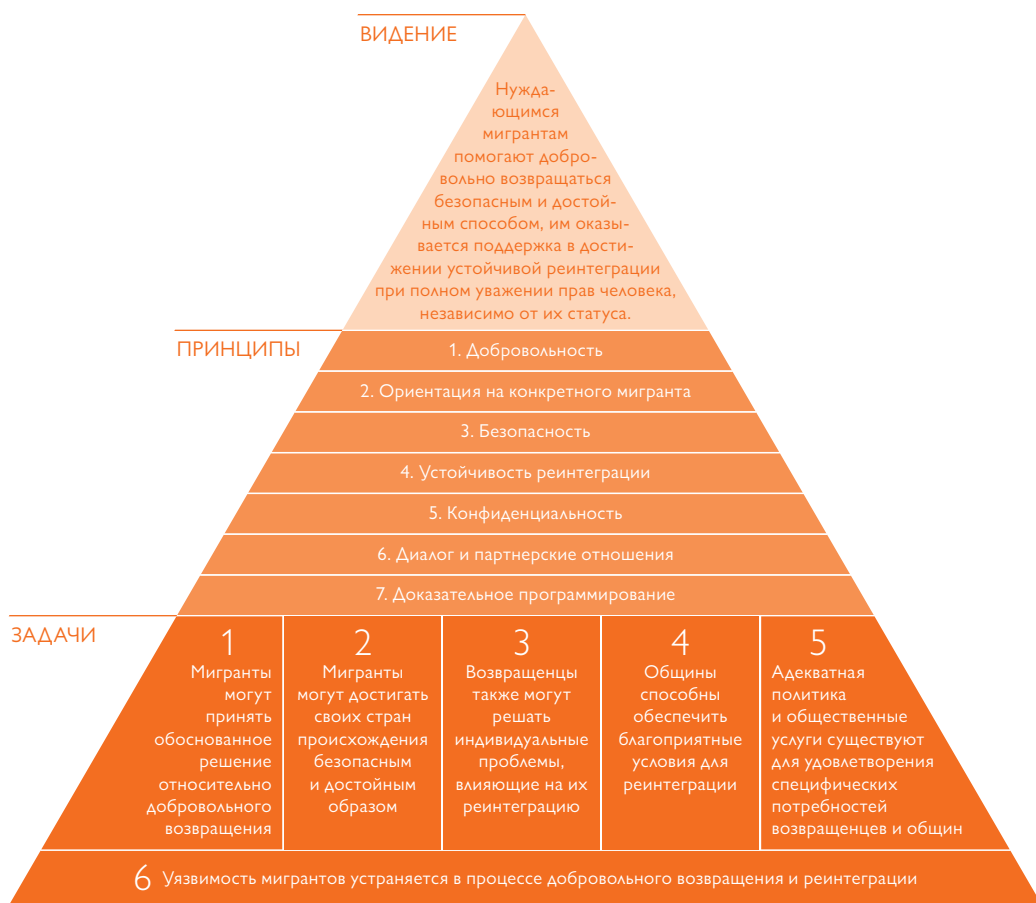 ВИДЕНИЕ
Нужда-
ющимся
мигрантам
помогают добро-
вольно возвращаться
безопасным и достой-
ным способом, им оказы-
вается поддержка в дости-
жении устойчивой реинтеграции
при полном уважении прав человека,
независимо от их статуса.
ПРИНЦИПЫ
1. Добровольность
2. Ориентация на конкретного мигранта
3. Безопасность
4. Устойчивость реинтеграции
5. Конфиденциальность
6. Диалог и партнерские отношения
7. Доказательное программирование
ЗАДАЧИ
1
Мигранты
могут
принять
обоснованное
решение
относительно
добровольного
возвращения
2
Мигранты
могут достигать
своих стран
происхождения
безопасным
и достойным
образом
3
Возвращенцы
также могут
решать
индивидуальные
проблемы,
влияющие на их
реинтеграцию
4
Общины
способны
обеспечить
благоприятные
условия для
реинтеграции
5
Адекватная
политика
и общественные
услуги существуют
для удовлетворения
специфических
потребностей
возвращенцев и общин
6 Уязвимость мигрантов устраняется в процессе добровольного возвращения и реинтеграции